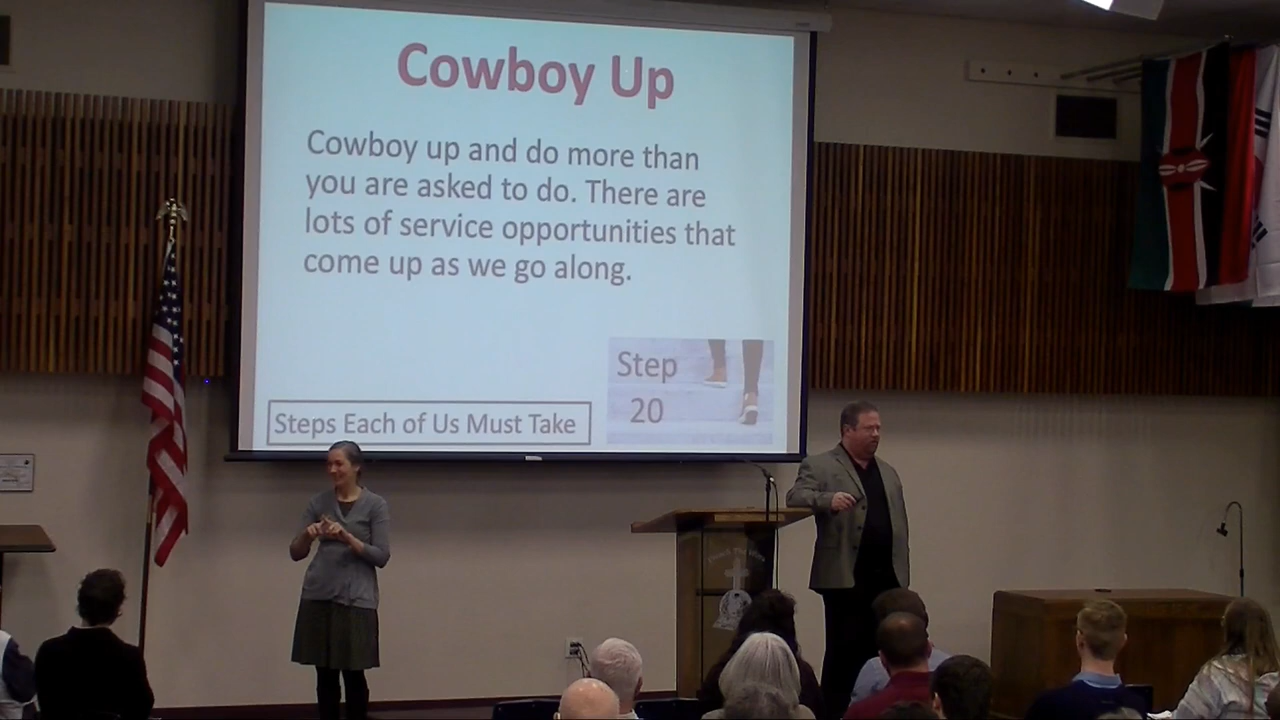 Cowboy Up
Cowboy up and do more than
you are asked to do. There are
lots of service opportunities that
come up as we go along.
Step
20
Steps Each of Us Must Take